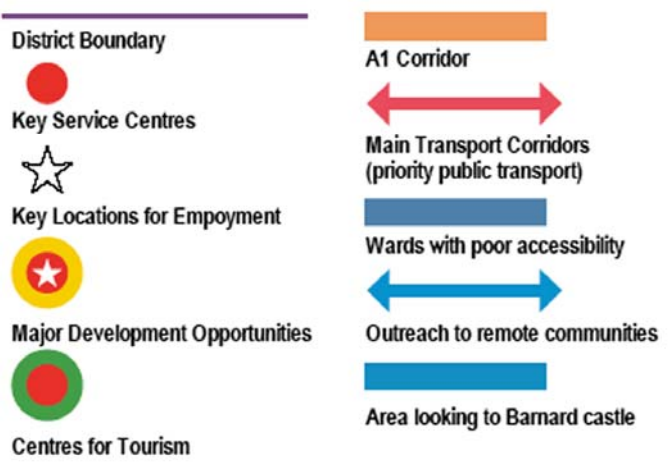 District Boundary
Key Service Centres
Key Locations for Empoyment
Major Development Opportunities
Centres for Tourism
A1 Corridor
Main Transport Corridors
(priority public transport)
Wards with poor accessibility
Outreach to remote communities
Area looking to Barnard castle